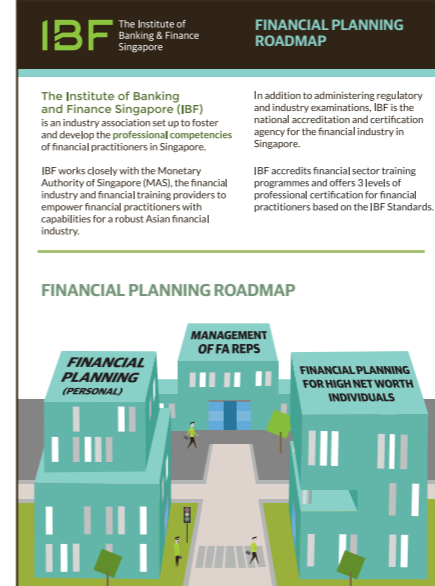 IBF
The Institute of
Banking & Finance
Singapore
FINANCIAL PLANNING
ROADMAP
The Institute of Banking
and Finance Singapore (IBF)
is an industry association set up to foster
and develop the professional competencies
of financial practitioners in Singapore.
IBF works closely with the Monetary
Authority of Singapore (MAS), the financial
industry and financial training providers to
empower financial practitioners with
capabilities for a robust Asian financial
industry.
In addition to administering regulatory
and industry examinations, IBF is the
national accreditation and certification
agency for the financial industry in
Singapore.
IBF accredits financial sector training
programmes and offers 3 levels of
professional certification for financial
practitioners based on the IBF Standards.
FINANCIAL PLANNING ROADMAP
FINANCIAL
PLANNING
(PERSONAL)
MANAGEMENT
OF FA REPS
FINANCIAL PLANNING
FOR HIGH NET WORTH
INDIVIDUALS